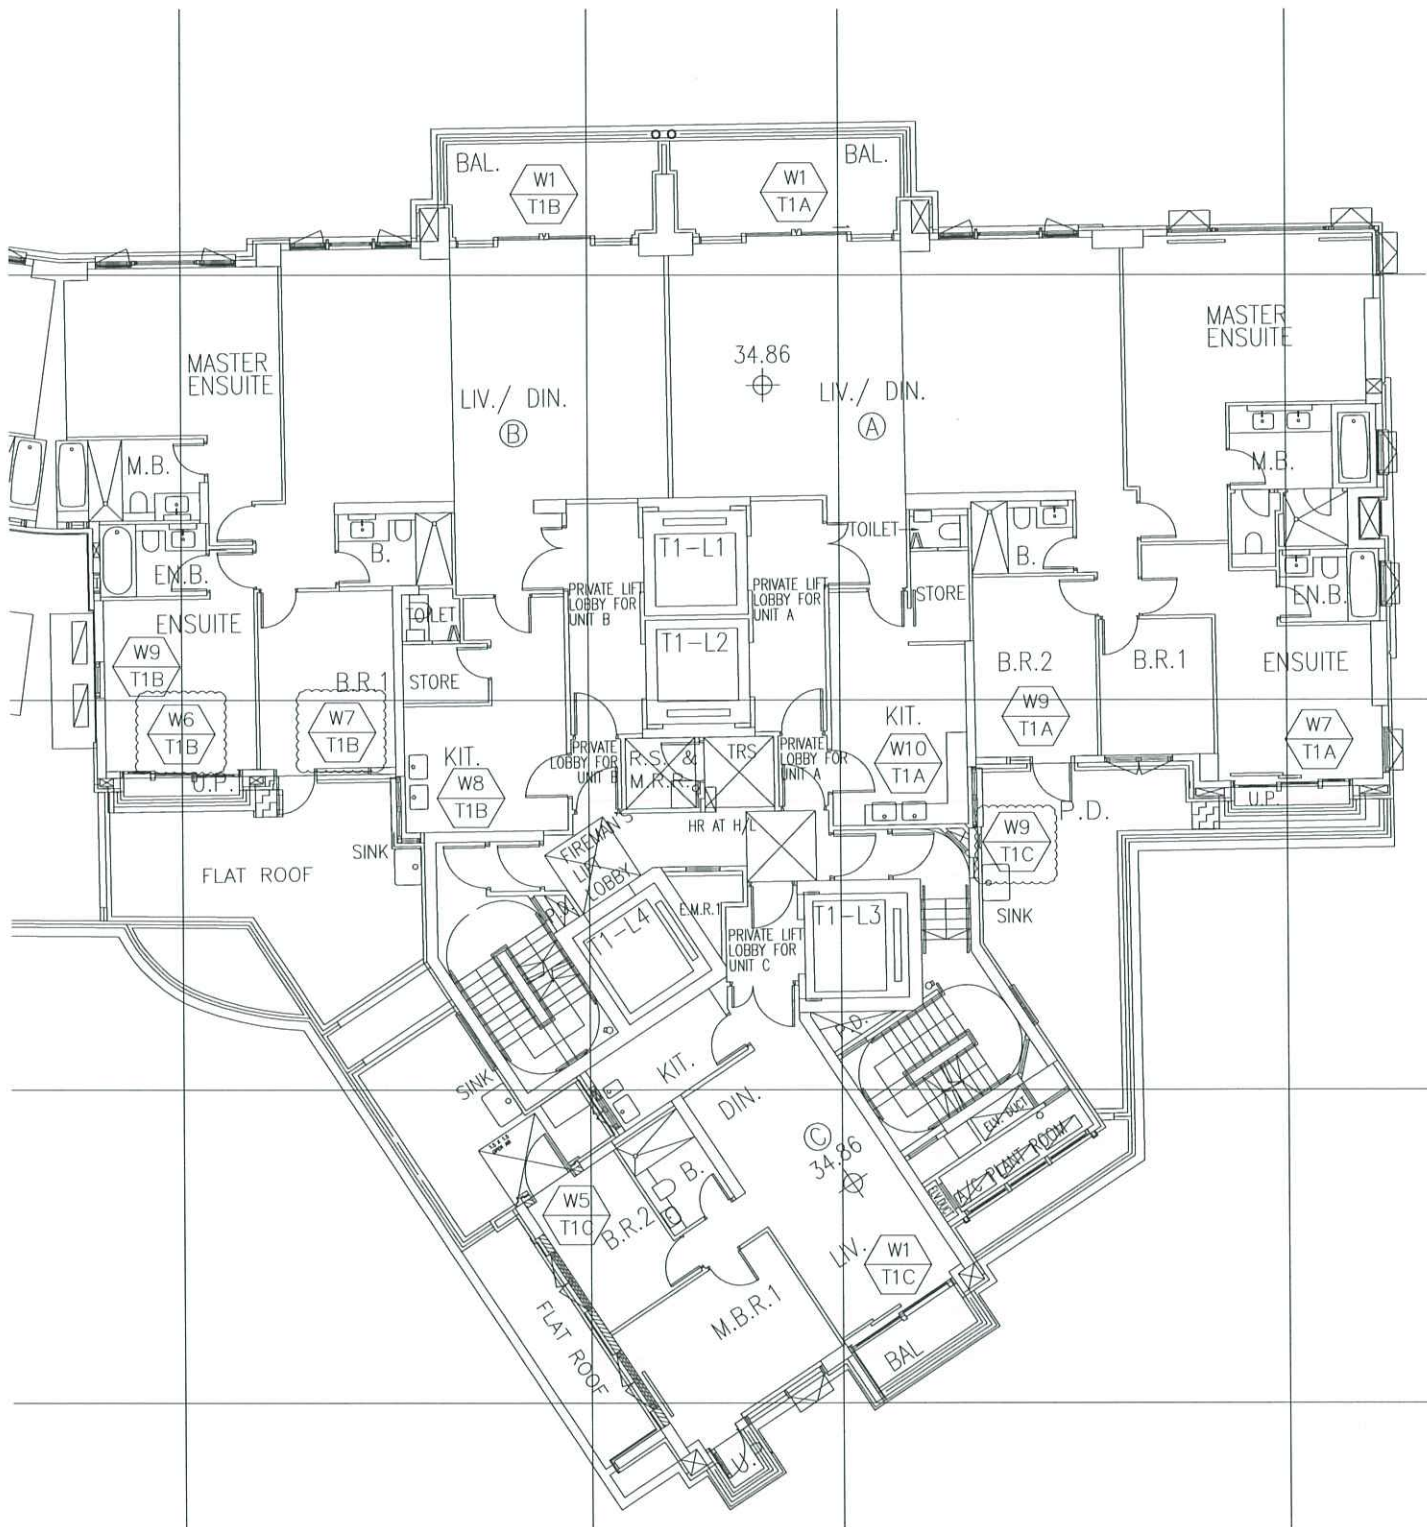 BAL.
BAL.
W1
T1B
W1
T1A
MASTER
ENSUITE
34.86
LIV./ DIN.
B
LIV./ DIN.
A
MASTER
ENSUITE
M.B.
M.B.
B.
TOILET
B.
EN.B.
EN.B.
T1-L1
PRIVATE LIFT
LOBBY FOR
UNIT B
PRIVATE LIFT
LOBBY FOR
UNIT A
STORE
TOILET
ENSUITE
T1-L2
W9
T1B
B.R.1
STORE
B.R.2
B.R.1
ENSUITE
W6
T1B
W7
T1B
KIT.
W9
T1A
W7
T1A
KIT.
W8
T1B
PRIVATE
LOBBY FOR
UNIT B
R.S. &
M.R.R.
TRS
PRIVATE
LOBBY FOR
UNIT A
W10
T1A
U.P.
U.P.
P.D.
HR AT H/L
W9
T1C
SINK
FLAT ROOF
FIREMAN'S
LIFT
LOBBY
P.D.
E.M.R.1
T1-L4
T1-L3
SINK
PRIVATE LIFT
LOBBY FOR
UNIT C
P.D.
SINK
KIT.
DIN.
C
34.86
ELV. DUCT
A/C PLANT ROOM
ELV.DUCT
B.
W5
T1C
B.R.2
LIV.
W1
T1C
M.B.R.1
FLAT ROOF
BAL
U.P.